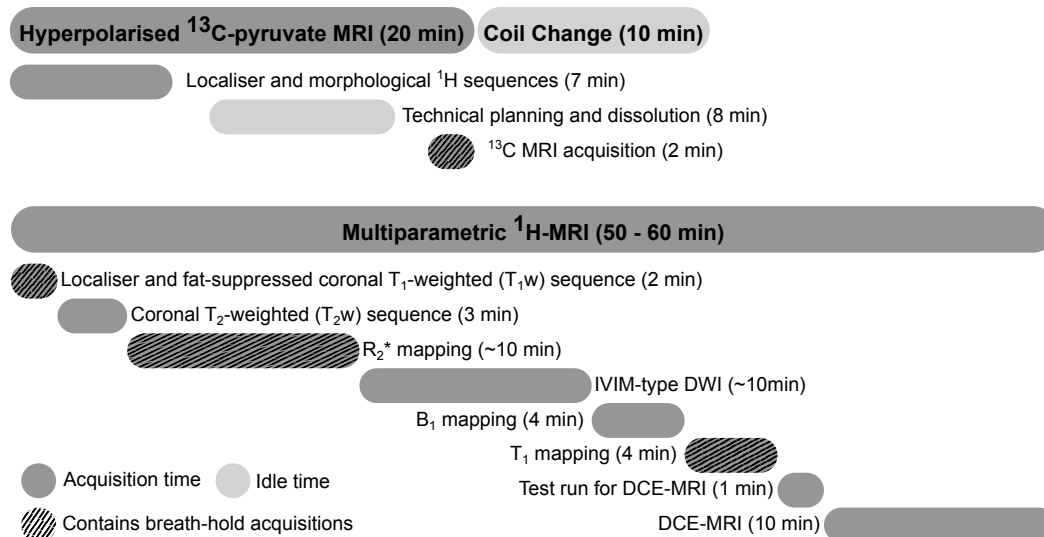 Hyperpolarised ¹³C-pyruvate MRI (20 min)
Coil Change (10 min)
Localiser and morphological ¹H sequences (7 min)
Technical planning and dissolution (8 min)
¹³C MRI acquisition (2 min)
Multiparametric ¹H-MRI (50 - 60 min)
Localiser and fat-suppressed coronal T₁-weighted (T₁w) sequence (2 min)
Coronal T₂-weighted (T₂w) sequence (3 min)
R₂* mapping (~10 min)
IVIM-type DWI (~10min)
B₁ mapping (4 min)
T₁ mapping (4 min)
Acquisition time
Idle time
Test run for DCE-MRI (1 min)
Contains breath-hold acquisitions
DCE-MRI (10 min)